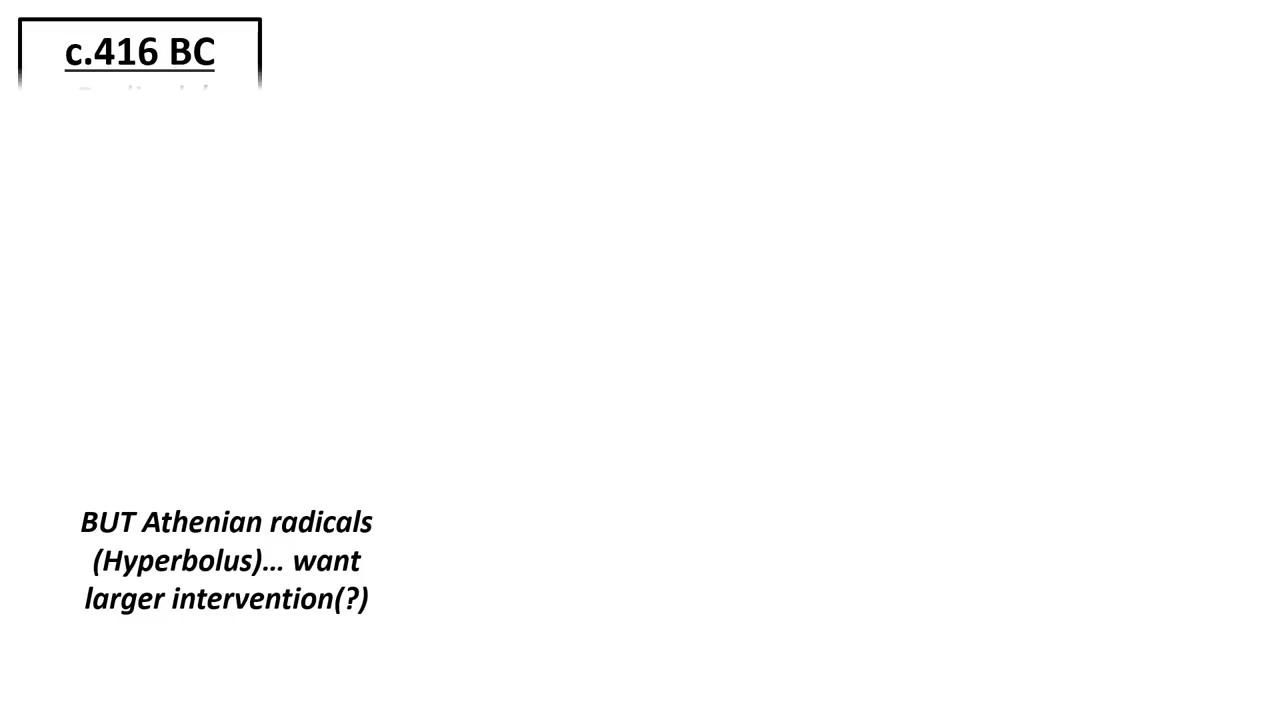 c.416 BC
BUT Athenian radicals
(Hyperbolus)... want
larger intervention(?)